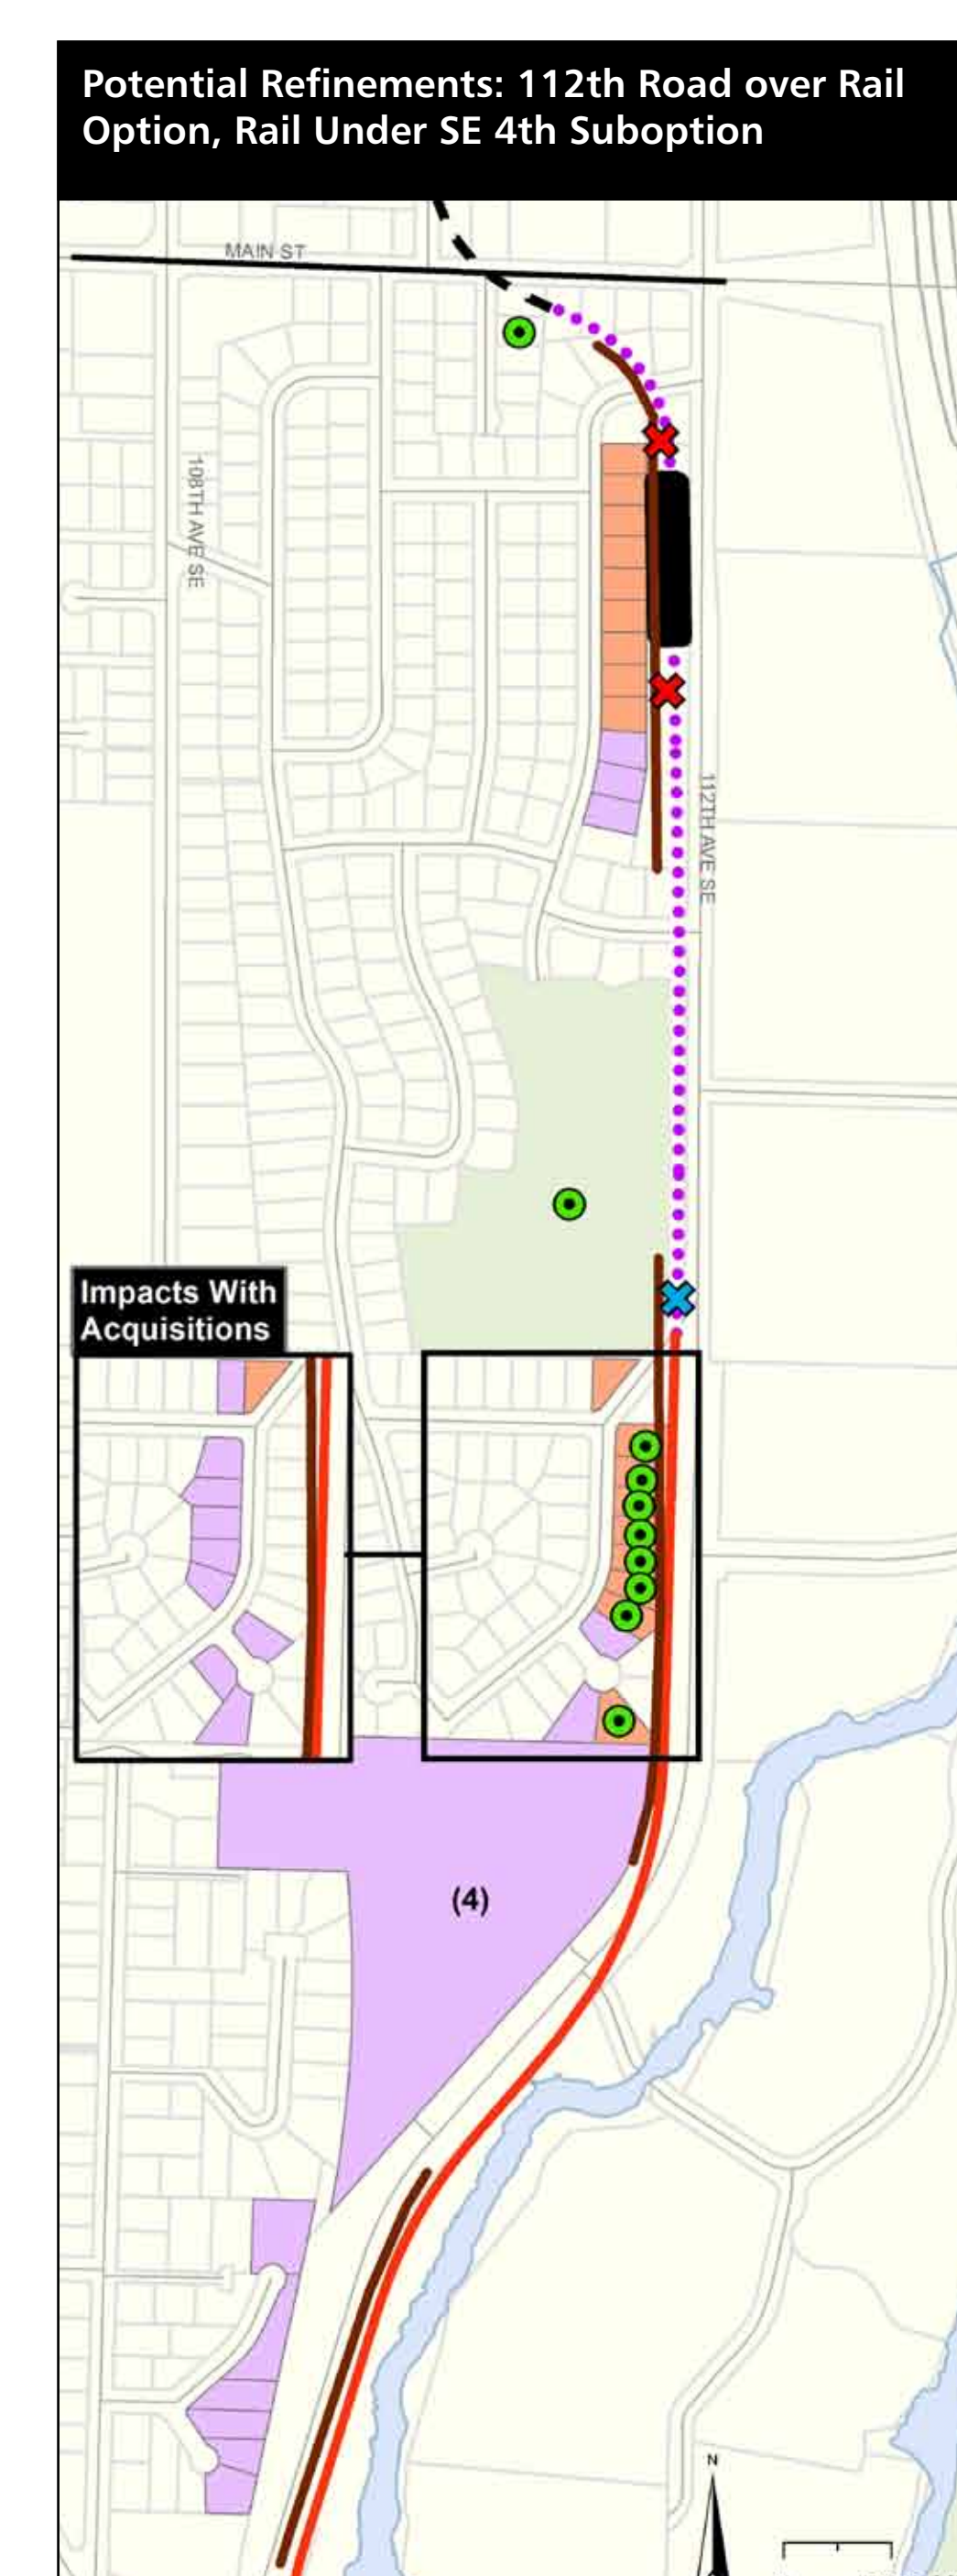 Potential Refinements: 112th Road over Rail
Option, Rail Under SE 4th Suboption
MAIN ST
108TH AVE SE
112TH AVE SE
Impacts With
Acquisitions
(4)
N